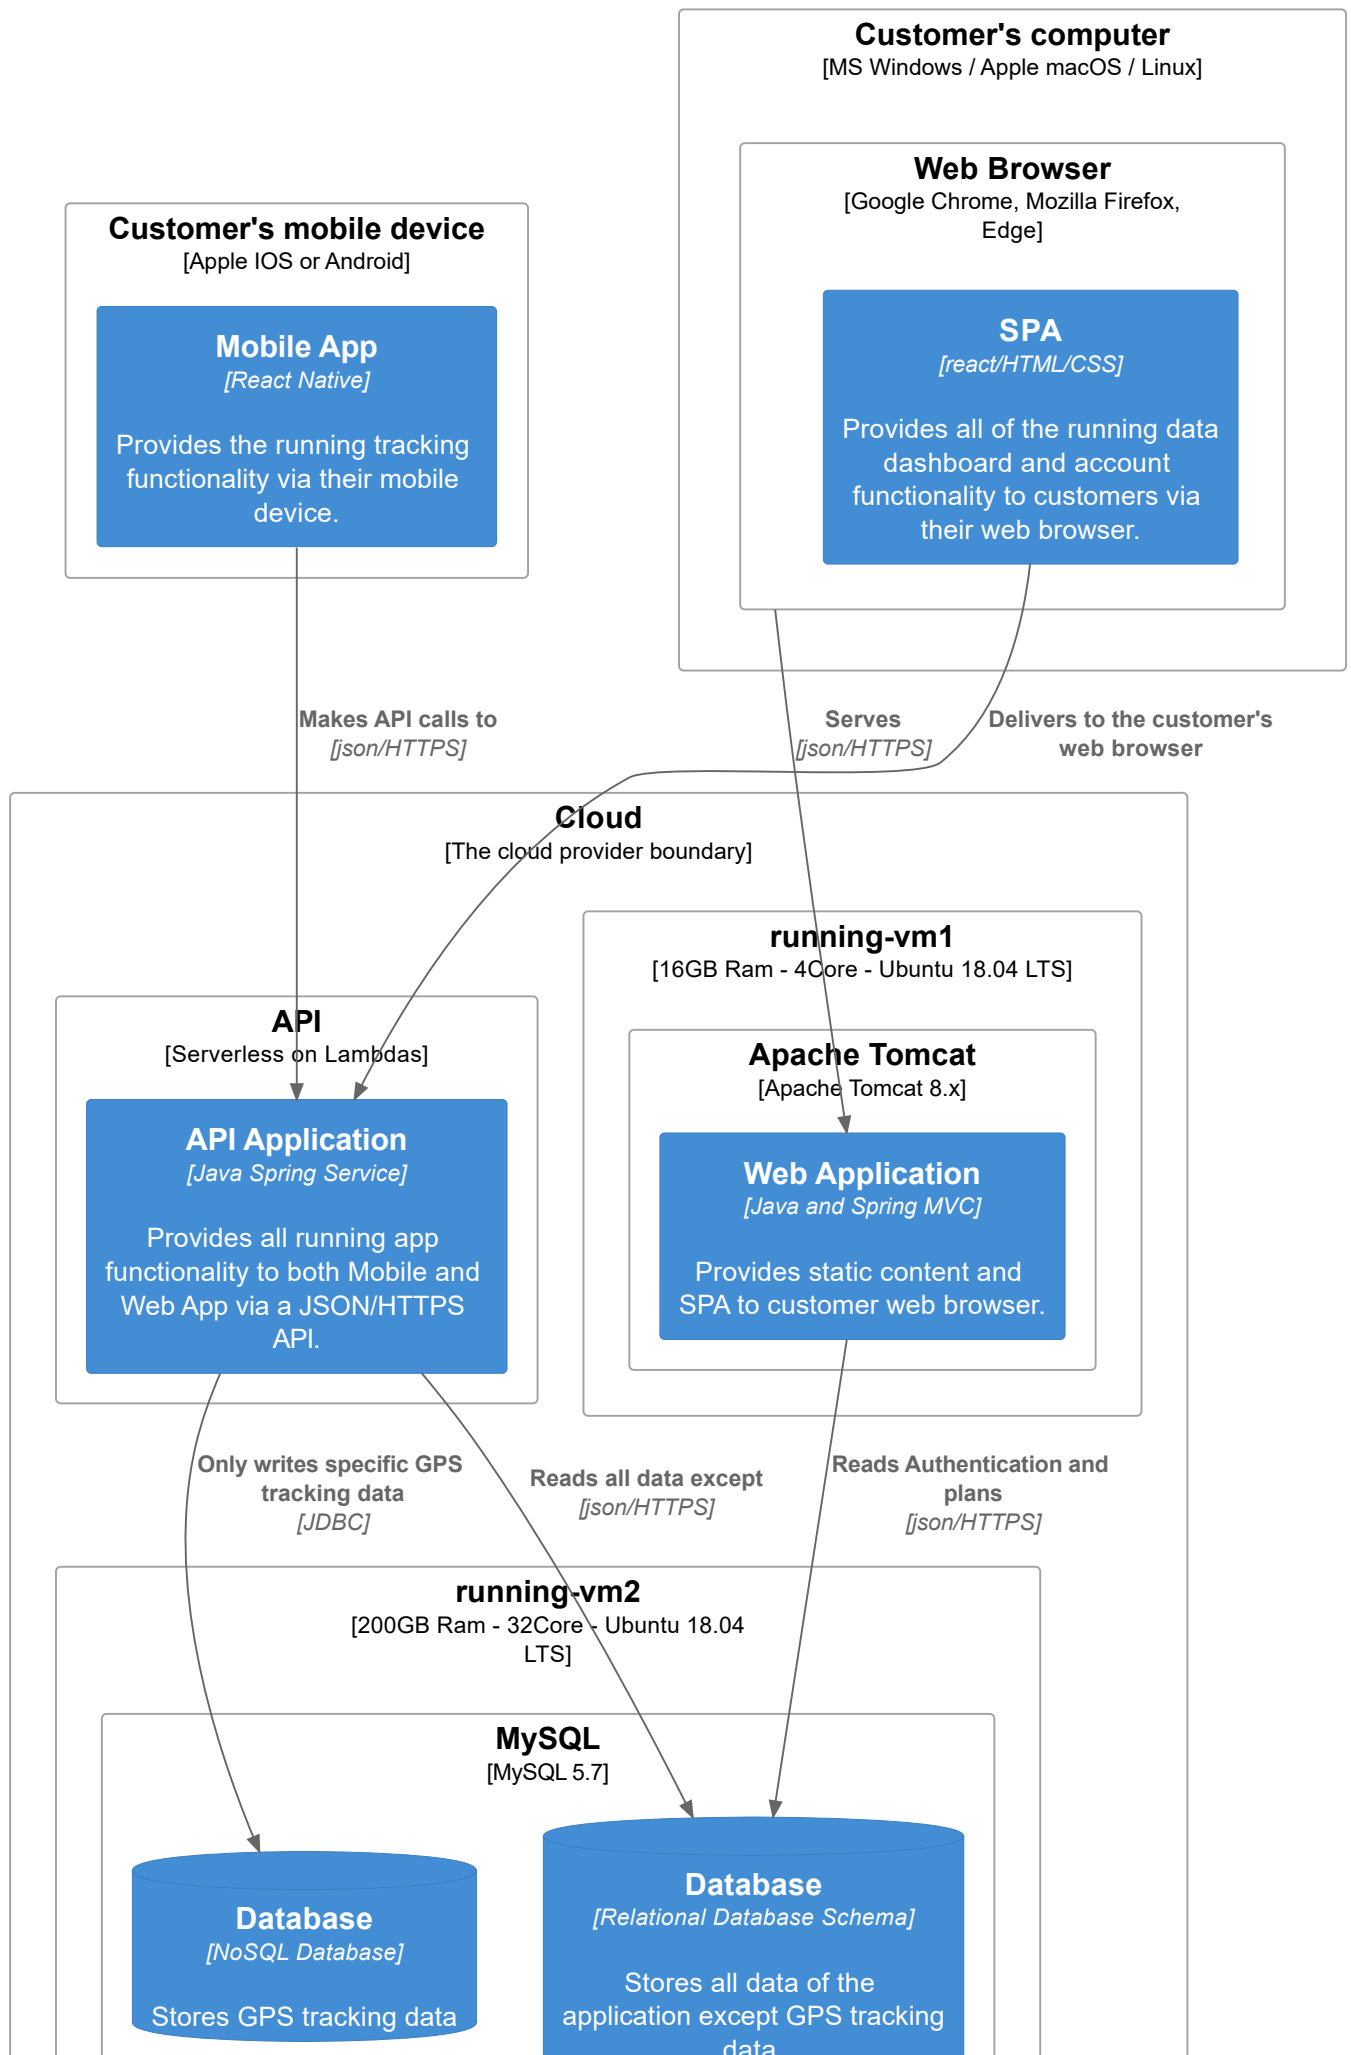 Customer's computer
[MS Windows / Apple macOS / Linux]
Web Browser
[Google Chrome, Mozilla Firefox,
Edge]
SPA
[react/HTML/CSS]
Provides all of the running data
dashboard and account
functionality to customers via
their web browser.
Customer's mobile device
[Apple IOS or Android]
Mobile App
[React Native]
Provides the running tracking
functionality via their mobile
device.
Makes API calls to
[json/HTTPS]
Serves
[json/HTTPS]
Delivers to the customer's
web browser
Cloud
[The cloud provider boundary]
running-vm1
[16GB Ram - 4Core - Ubuntu 18.04 LTS]
Apache Tomcat
[Apache Tomcat 8.x]
Web Application
[Java and Spring MVC]
Provides static content and
SPA to customer web browser.
API
[Serverless on Lambdas]
API Application
[Java Spring Service]
Provides all running app
functionality to both Mobile and
Web App via a JSON/HTTPS
API.
Only writes specific GPS
tracking data
[JDBC]
Reads all data except
[json/HTTPS]
Reads Authentication and
plans
[json/HTTPS]
running-vm2
[200GB Ram - 32Core - Ubuntu 18.04
LTS]
MySQL
[MySQL 5.7]
Database
[NoSQL Database]
Stores GPS tracking data
Database
[Relational Database Schema]
Stores all data of the
application except GPS tracking
data